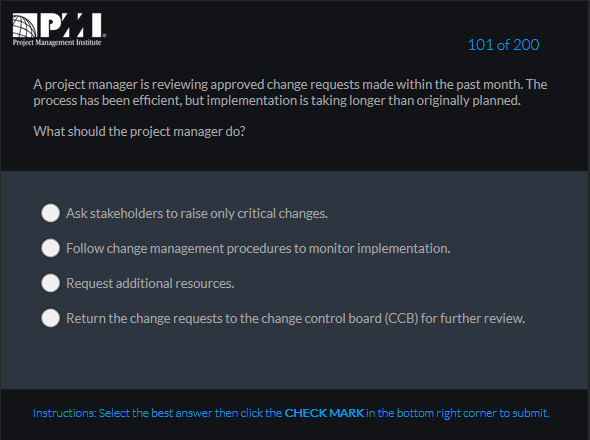 PMI
Project Management Institute
101 of 200
A project manager is reviewing approved change requests made within the past month. The
process has been efficient, but implementation is taking longer than originally planned.
What should the project manager do?
Ask stakeholders to raise only critical changes.
Follow change management procedures to monitor implementation.
Request additional resources.
Return the change requests to the change control board (CCB) for further review.
Instructions: Select the best answer then click the CHECK MARK in the bottom right corner to submit.